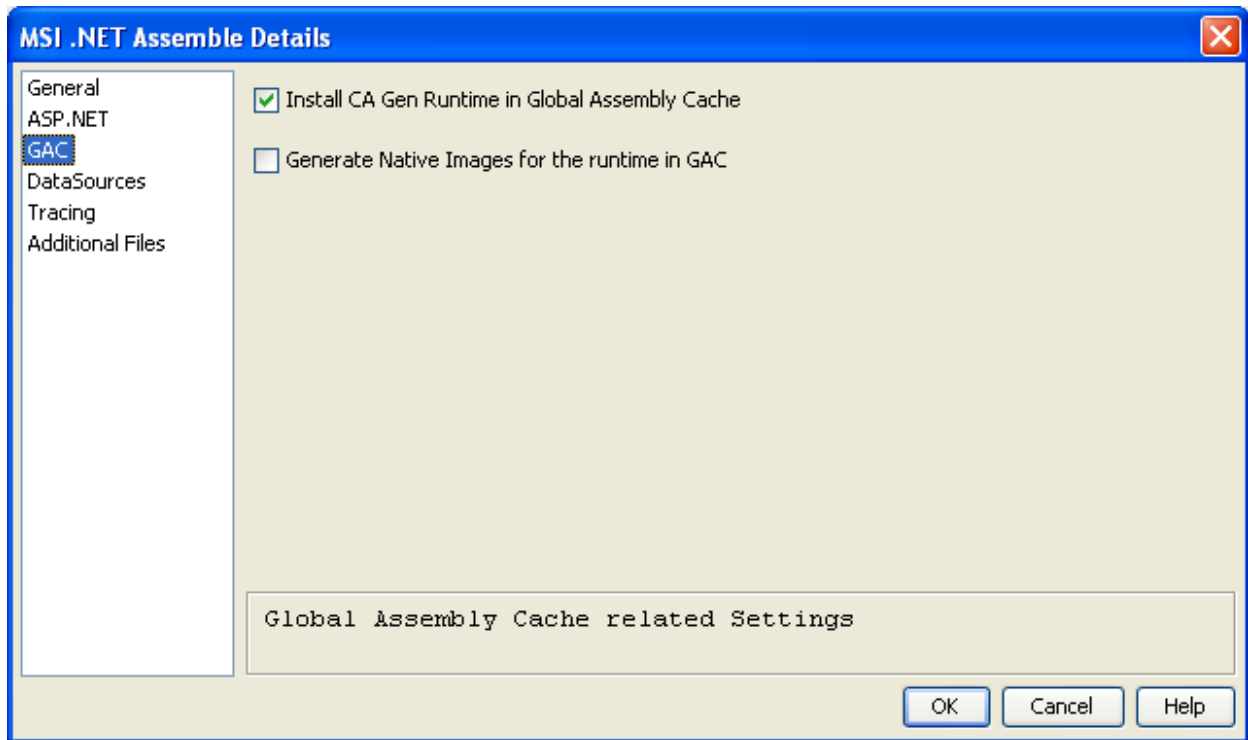 MSI .NET Assemble Details
General
ASP.NET
GAC
DataSources
Tracing
Additional Files
Install CA Gen Runtime in Global Assembly Cache
Generate Native Images for the runtime in GAC
Global Assembly Cache related Settings
OK
Cancel
Help